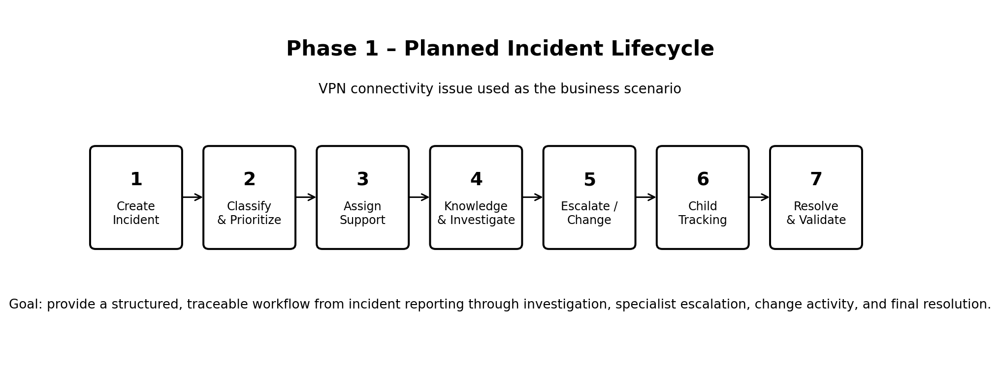 Phase 1 – Planned Incident Lifecycle
VPN connectivity issue used as the business scenario
1
Create
Incident
2
Classify
& Prioritize
3
Assign
Support
4
Knowledge
& Investigate
5
Escalate /
Change
6
Child
Tracking
7
Resolve
& Validate
Goal: provide a structured, traceable workflow from incident reporting through investigation, specialist escalation, change activity, and final resolution.